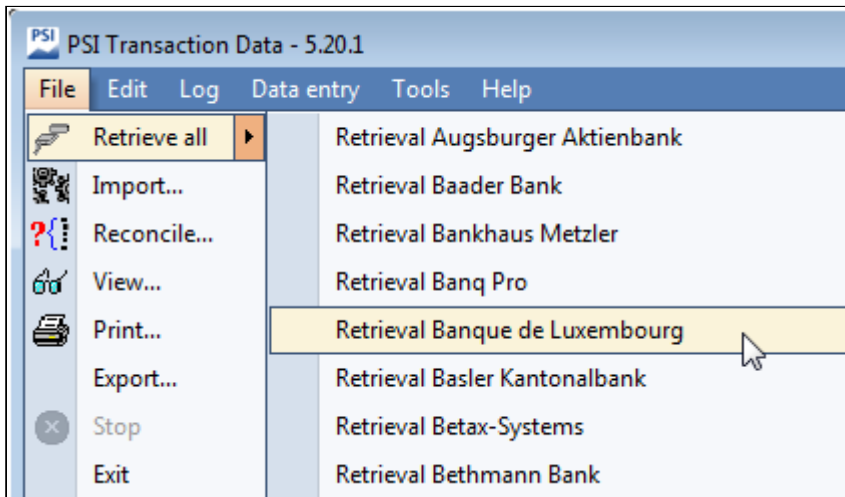 PSI PSI Transaction Data - 5.20.1
File Edit Log Data entry Tools Help
Retrieve all Retrieval Augsburger Aktienbank
Import... Retrieval Baader Bank
Reconcile... Retrieval Bankhaus Metzler
View... Retrieval Banq Pro
Print... Retrieval Banque de Luxembourg
Export... Retrieval Basler Kantonalbank
Stop Retrieval Betax-Systems
Exit Retrieval Bethmann Bank